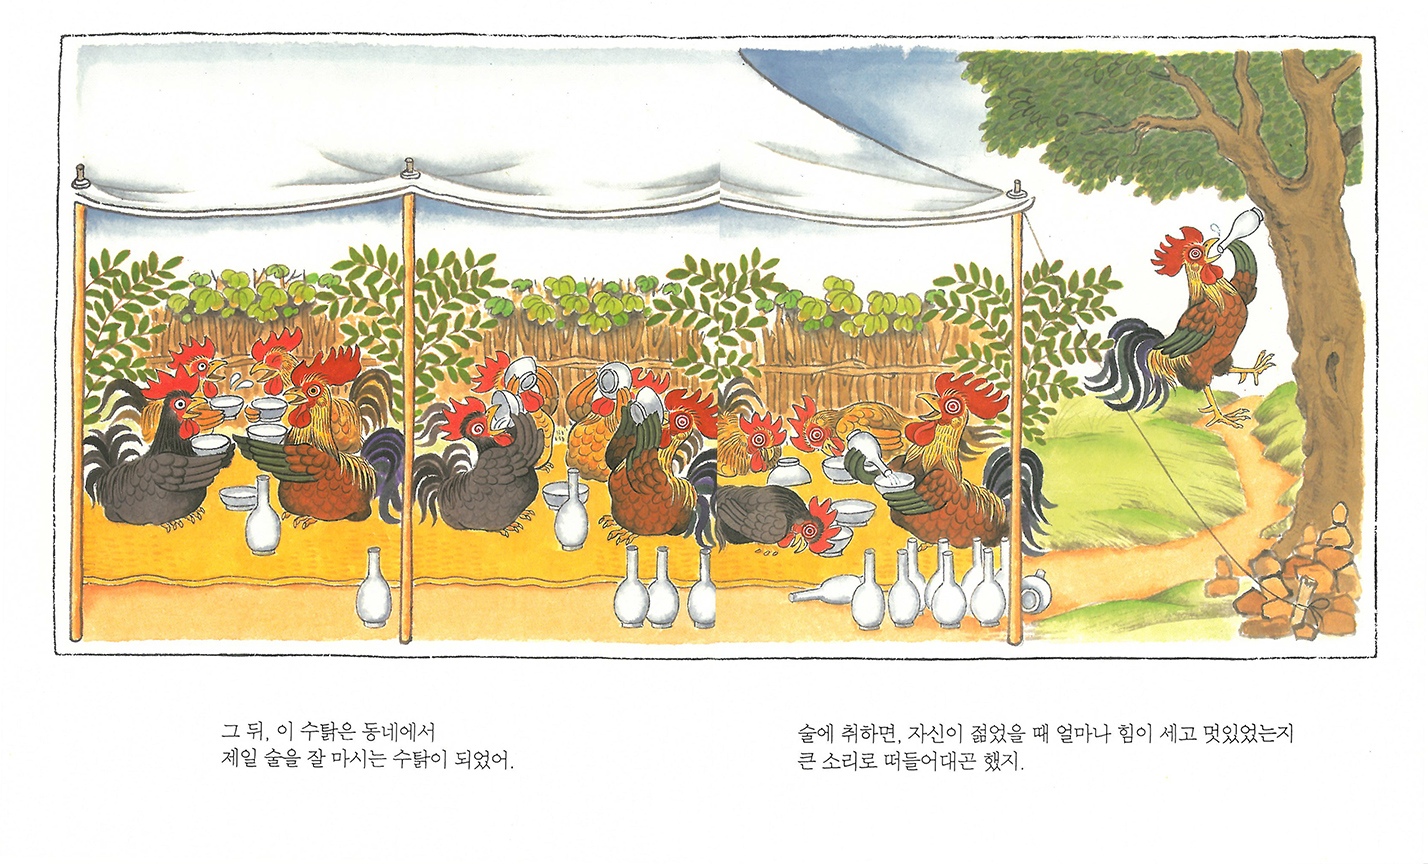 그 뒤, 이 수탉은 동네에서
제일 술을 잘 마시는 수탉이 되었어.
술에 취하면, 자신이 젊었을 때 얼마나 힘이 세고 멋있었는지
큰 소리로 떠들어대곤 했지.